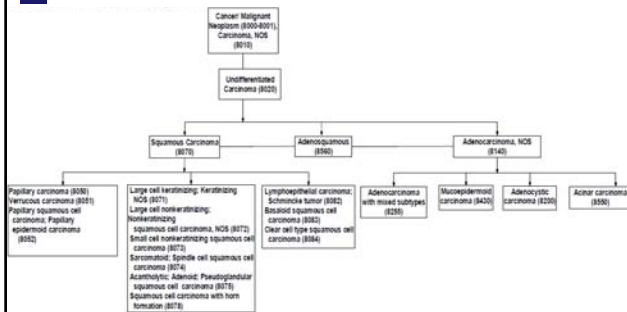 Cancer/ Malignant
Neoplasm (8000-8001),
Carcinoma, NOS
(8010)
Undifferentiated
Carcinoma (8020)
Squamous Carcinoma
(8070)
Adenosquamous
(8560)
Adenocarcinoma, NOS
(8140)
Papillary carcinoma (8050)
Verrucous carcinoma (8051)
Papillary squamous cell
carcinoma; Papillary
epidermoid carcinoma
(8052)
Large cell keratinizing; Keratinizing
NOS (8071)
Large cell nonkeratinizing;
Nonkeratinizing
squamous cell carcinoma, NOS (8072)
Small cell nonkeratinizing squamous cell
carcinoma (8073)
Sarcomatoid; Spindle cell squamous cell
carcinoma (8074)
Acantholytic; Adenoid; Pseudoglandular
squamous cell carcinoma (8075)
Squamous cell carcinoma with horn
formation (8078)
Lymphoepithelial carcinoma;
Schmincke tumor (8082)
Basaloid squamous cell
carcinoma (8083)
Clear cell type squamous cell
carcinoma (8084)
Adenocarcinoma
with mixed subtypes
(8255)
Mucoepidermoid
carcinoma (8430)
Adenocystic
carcinoma (8200)
Acinar carcinoma
(8550)